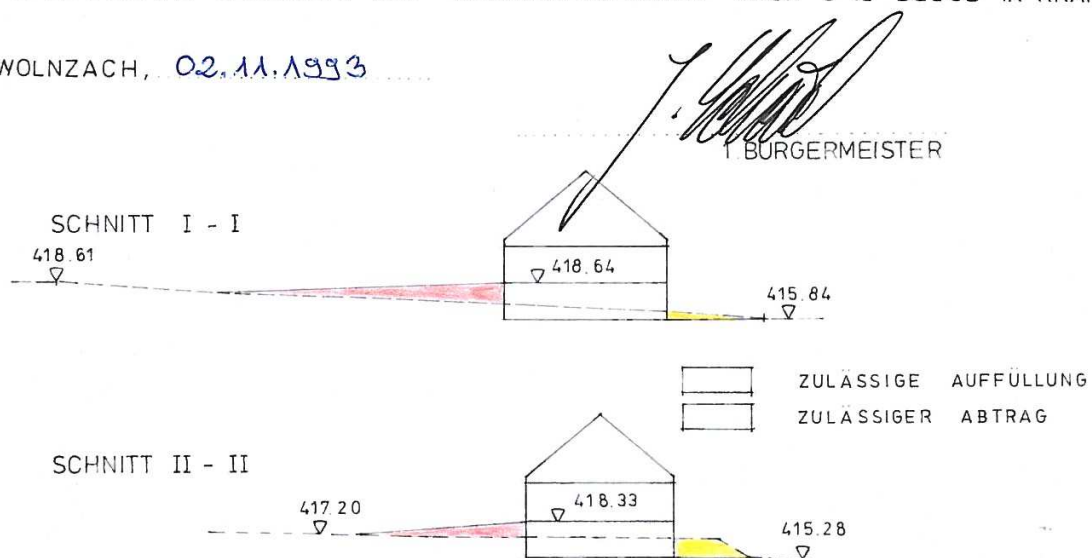 WOLNZACH, 02.11.1993
1. BÜRGERMEISTER
SCHNITT I - I
418.61
418.64
415.84
ZULÄSSIGE AUFFÜLLUNG
ZULÄSSIGER ABTRAG
SCHNITT II - II
417.20
418.33
415.28